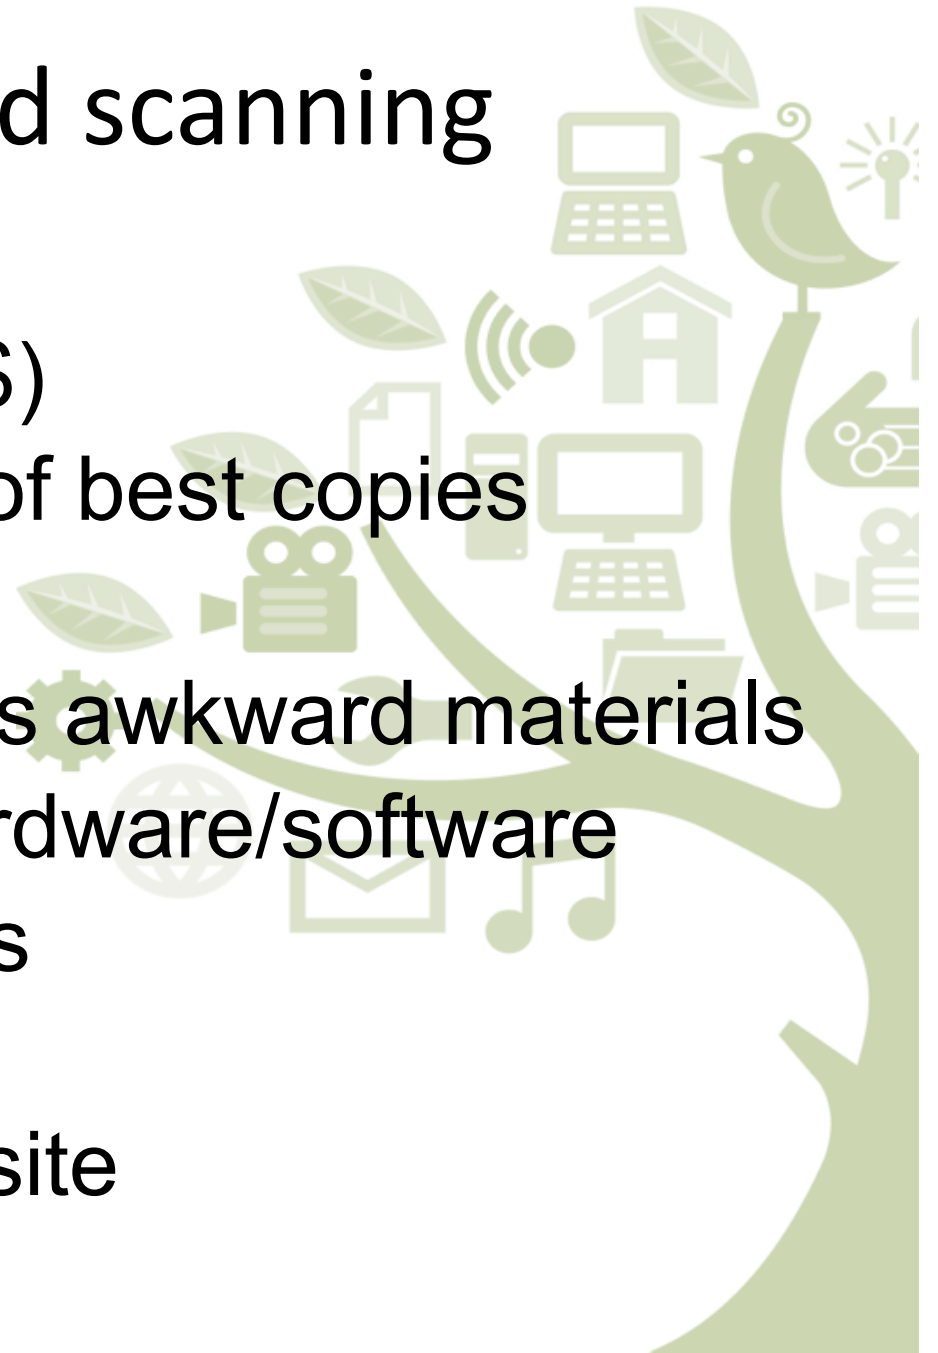 d scanning
S)
of best copies
s awkward materials
rdware/software
s
site